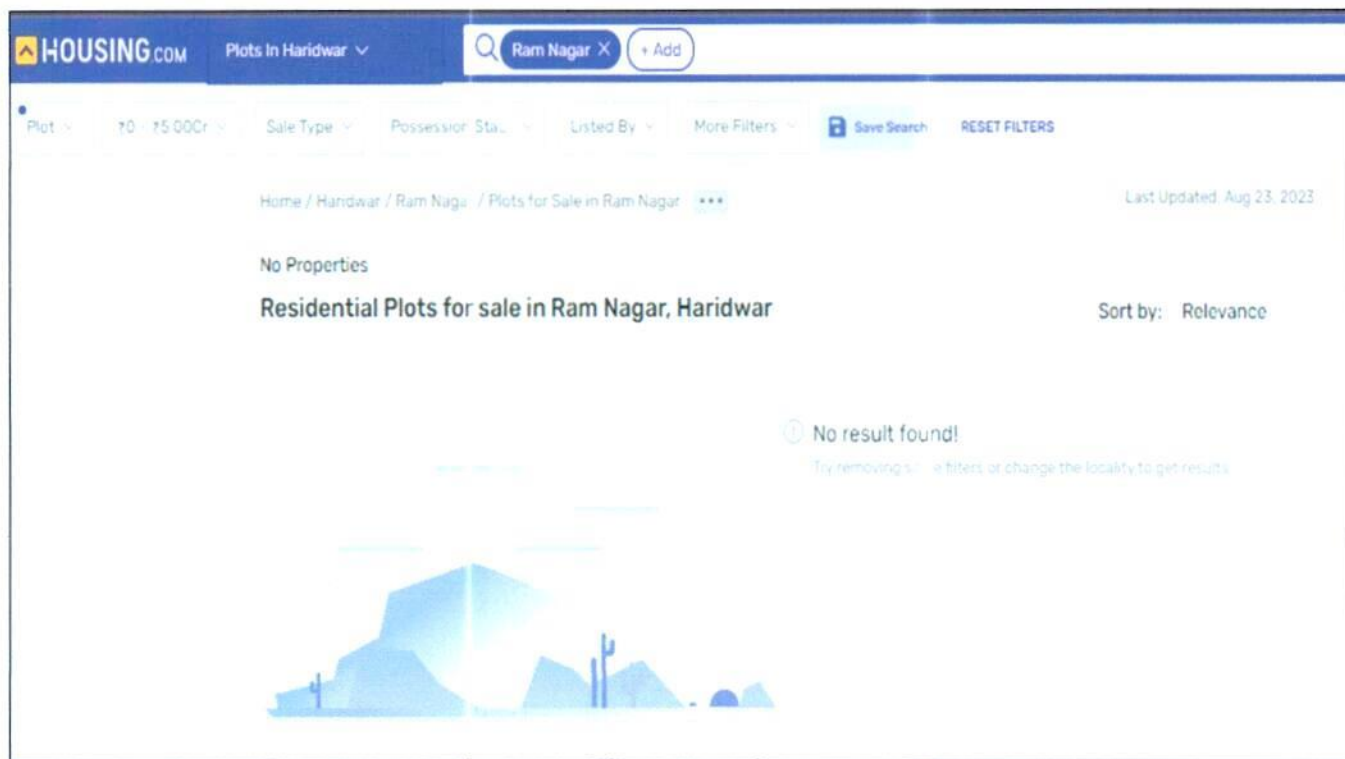 HOUSING.COM Plots In Haridwar Ram Nagar X + Add
Plot ₹0 - ₹5.00Cr Sale Type Possession Sta... Listed By More Filters Save Search RESET FILTERS
Home / Haridwar / Ram Naga / Plots for Sale in Ram Nagar ••• Last Updated: Aug 23, 2023
No Properties
Residential Plots for sale in Ram Nagar, Haridwar Sort by: Relevance
No result found!
Try removing filters or change the locality to get results